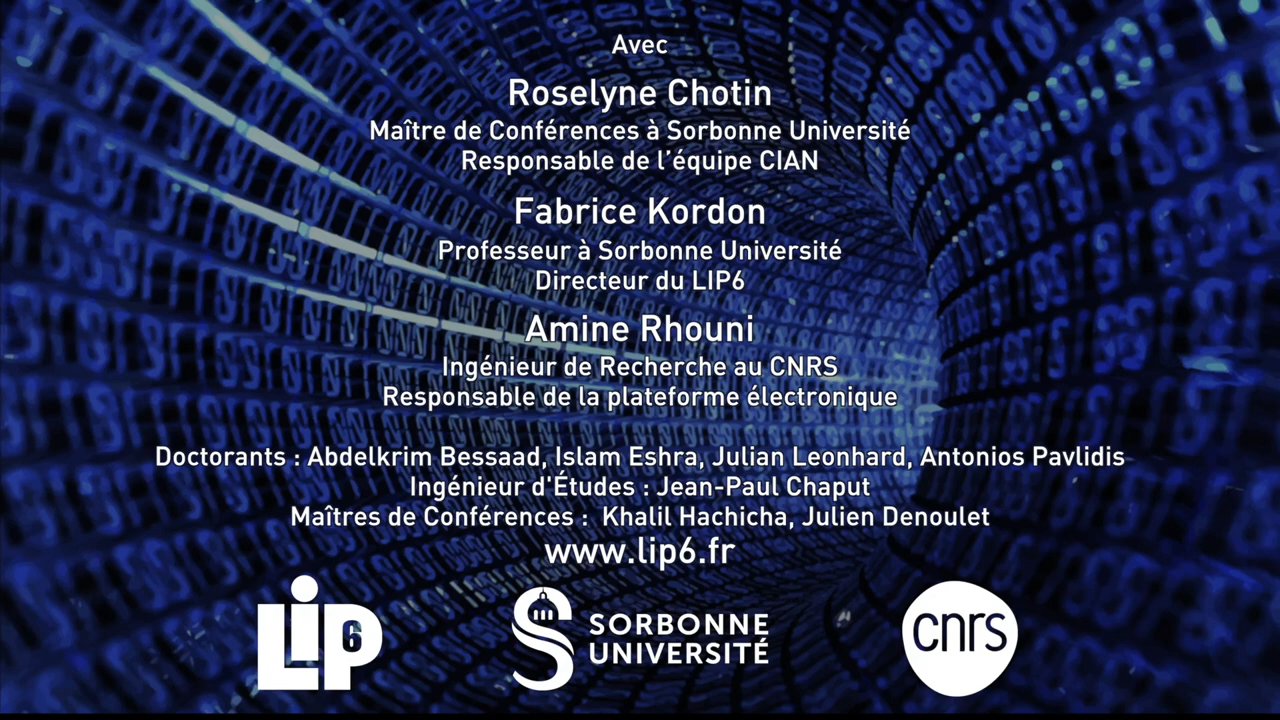 Avec
Roselyne Chotin
Maître de Conférences à Sorbonne Université
Responsable de l’équipe CIAN
Fabrice Kordon
Professeur à Sorbonne Université
Directeur du LIP6
Amine Rhouni
Ingénieur de Recherche au CNRS
Responsable de la plateforme électronique
Doctorants : Abdelkrim Bessaad, Islam Eshra, Julian Leonhard, Antonios Pavlidis
Ingénieur d'Études : Jean-Paul Chaput
Maîtres de Conférences :  Khalil Hachicha, Julien Denoulet
www.lip6.fr
LiP6
SORBONNE
UNIVERSITÉ
cnrs